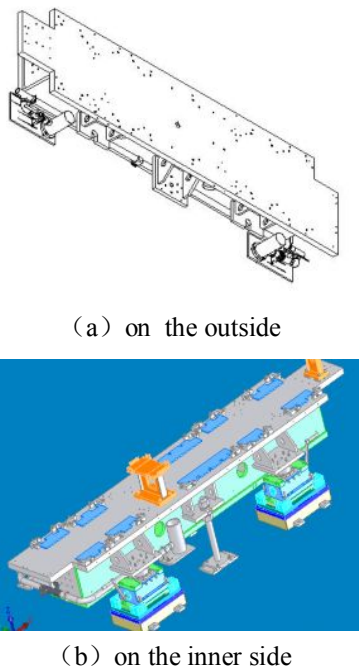 （a）on the outside
（b）on the inner side